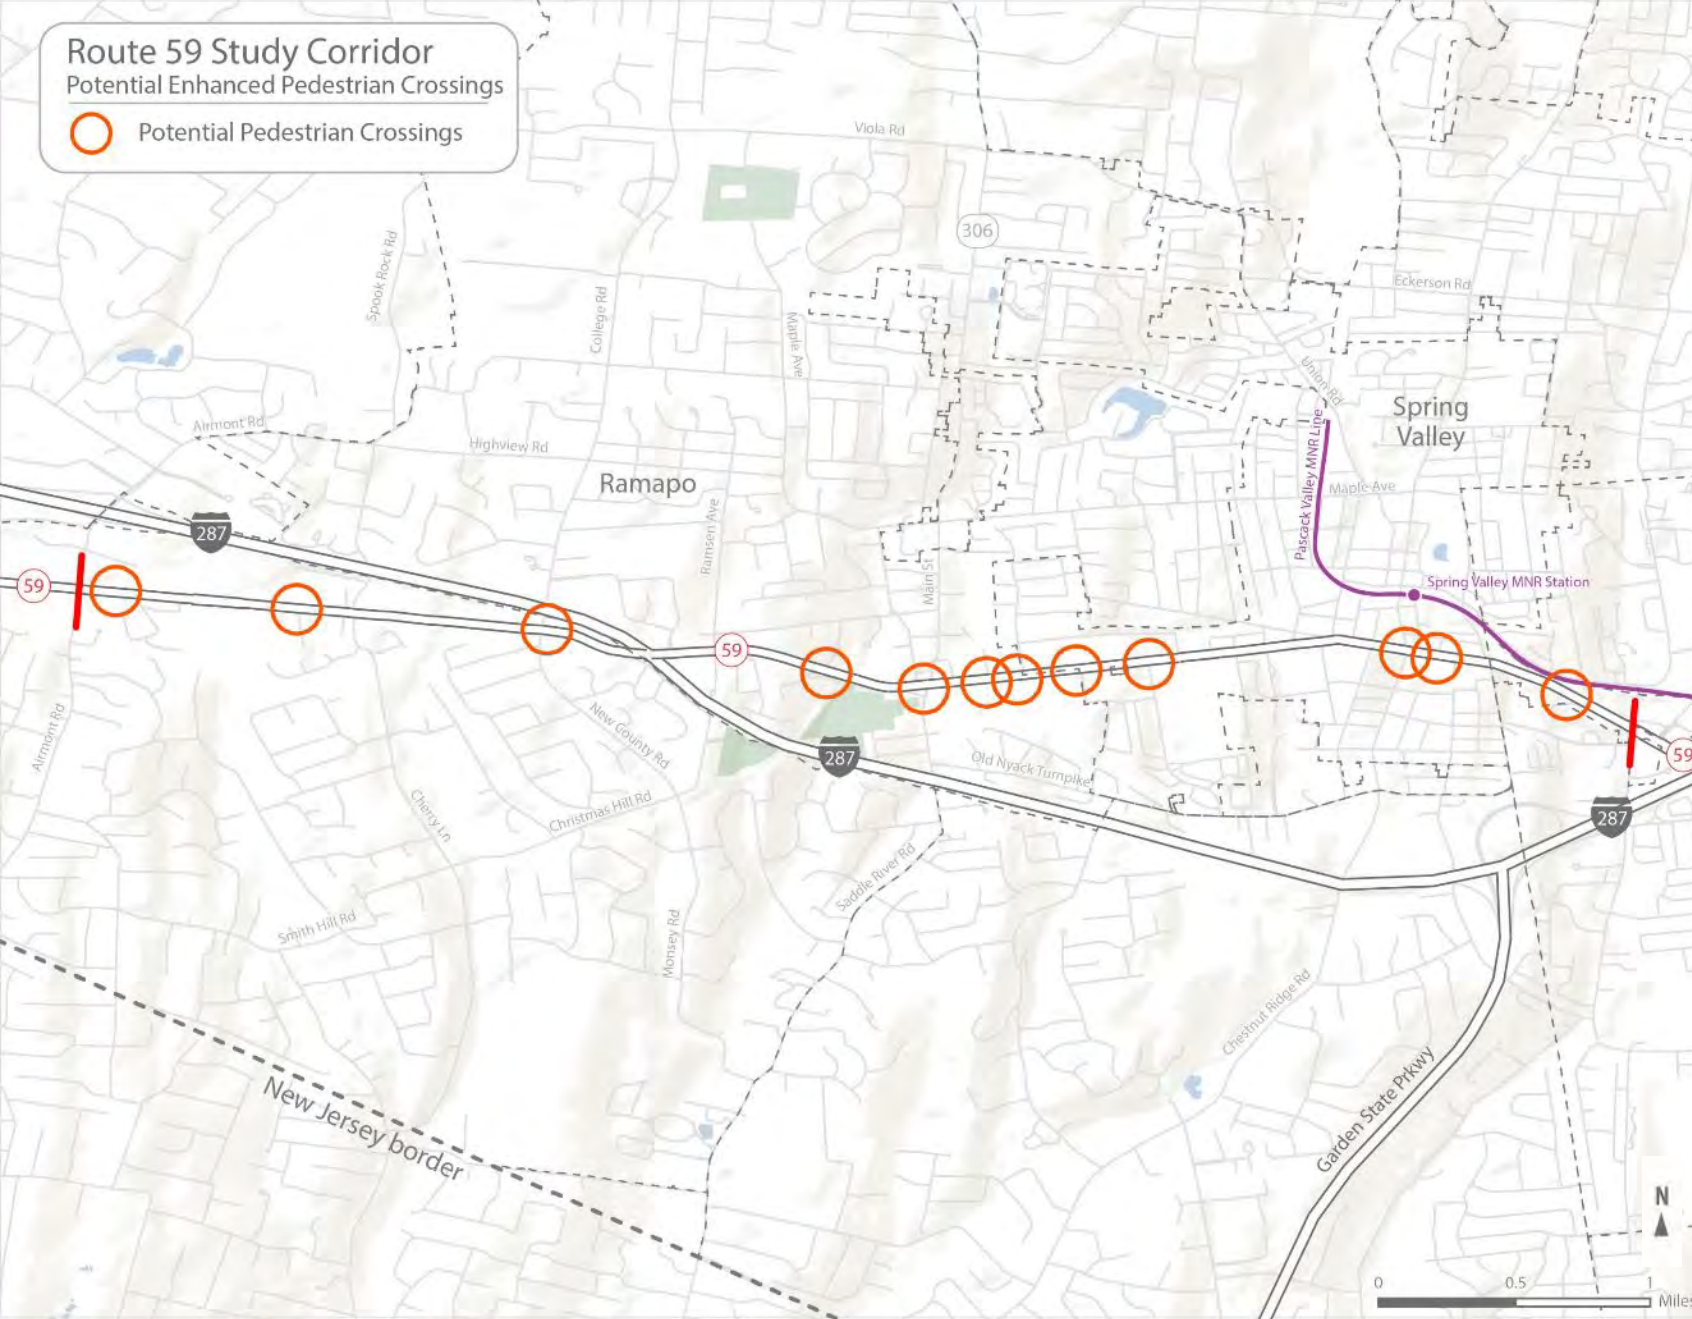 Route 59 Study Corridor
Potential Enhanced Pedestrian Crossings
Potential Pedestrian Crossings
Viola Rd
306
Spook Rock Rd
College Rd
Maple Ave
Eckerson Rd
Union Rd
Airmont Rd
Highview Rd
Ramapo
Spring
Valley
Pascack Valley MNR Line
Maple Ave
Ramsen Ave
287
Main St
Spring Valley MNR Station
59
59
Airmont Rd
New County Rd
287
Old Nyack Turnpike
59
Cherry Ln
Christmas Hill Rd
287
Saddle River Rd
Smith Hill Rd
Monsey Rd
Chestnut Ridge Rd
Garden State Prkwy
New Jersey border
N
0 0.5 1
Miles